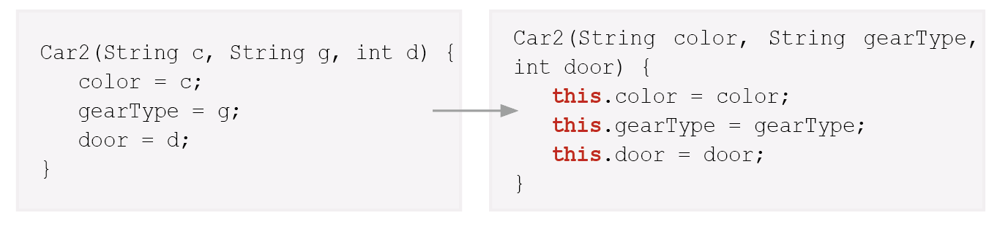 Car2(String c, String g, int d) {
color = c;
gearType = g;
door = d;
}
Car2(String color, String gearType,
int door) {
this.color = color;
this.gearType = gearType;
this.door = door;
}